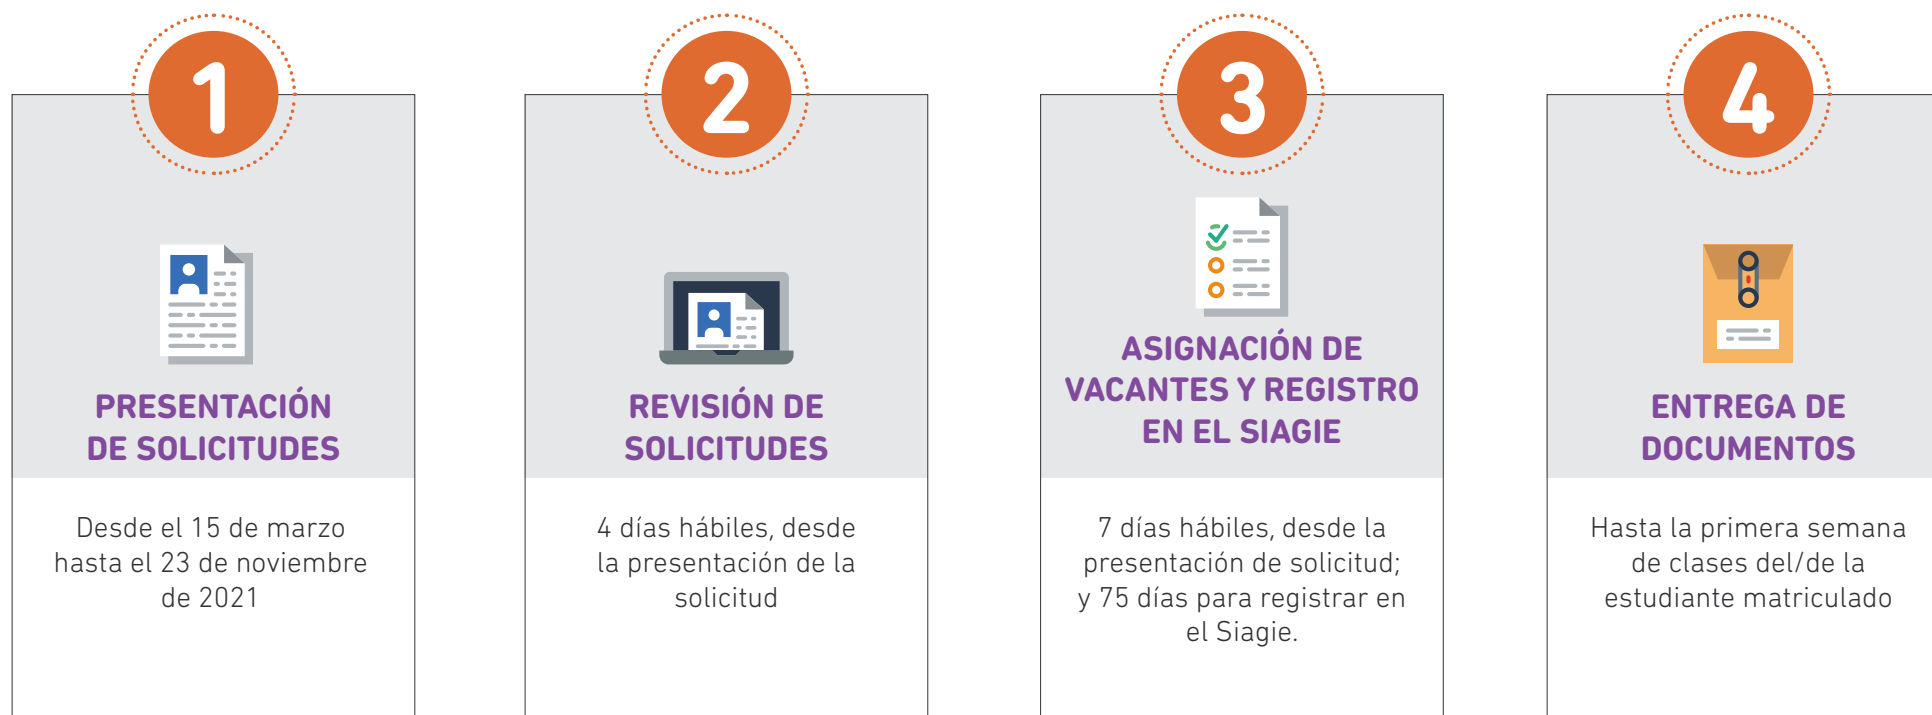 1
PRESENTACIÓN
DE SOLICITUDES
Desde el 15 de marzo
hasta el 23 de noviembre
de 2021
2
REVISIÓN DE
SOLICITUDES
4 días hábiles, desde
la presentación de la
solicitud
3
ASIGNACIÓN DE
VACANTES Y REGISTRO
EN EL SIAGIE
7 días hábiles, desde la
presentación de solicitud;
y 75 días para registrar en
el Siagie.
4
ENTREGA DE
DOCUMENTOS
Hasta la primera semana
de clases del/de la
estudiante matriculado